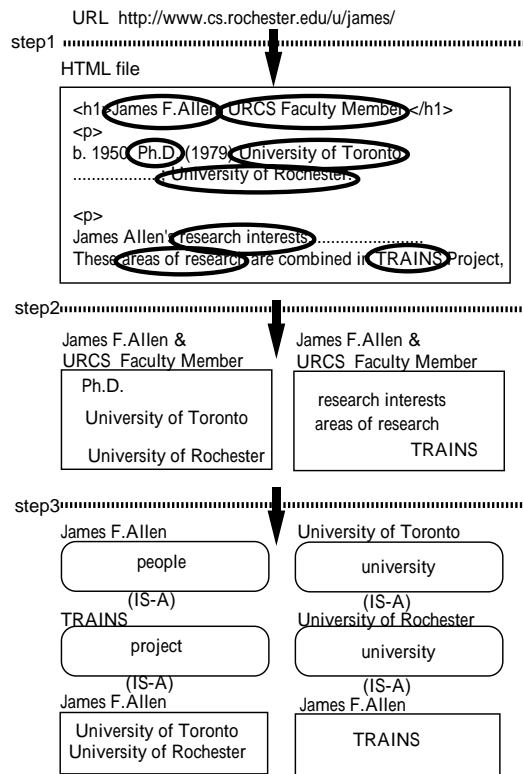 URL http://www.cs.rochester.edu/u/james/
step1
HTML file
<h1>James F.Allen URCS Faculty Member </h1>
<p>
b. 1950 Ph.D. (1979) University of Toronto
.....................: University of Rochester.
<p>
James Allen's research interests ..........................
These areas of research are combined in TRAINS Project,
step2
James F.Allen &
URCS Faculty Member
Ph.D.
University of Toronto
University of Rochester
James F.Allen &
URCS Faculty Member
research interests
areas of research
TRAINS
step3
James F.Allen
people
(IS-A)
University of Toronto
university
(IS-A)
TRAINS
project
(IS-A)
University of Rochester
university
(IS-A)
James F.Allen
University of Toronto
University of Rochester
James F.Allen
TRAINS